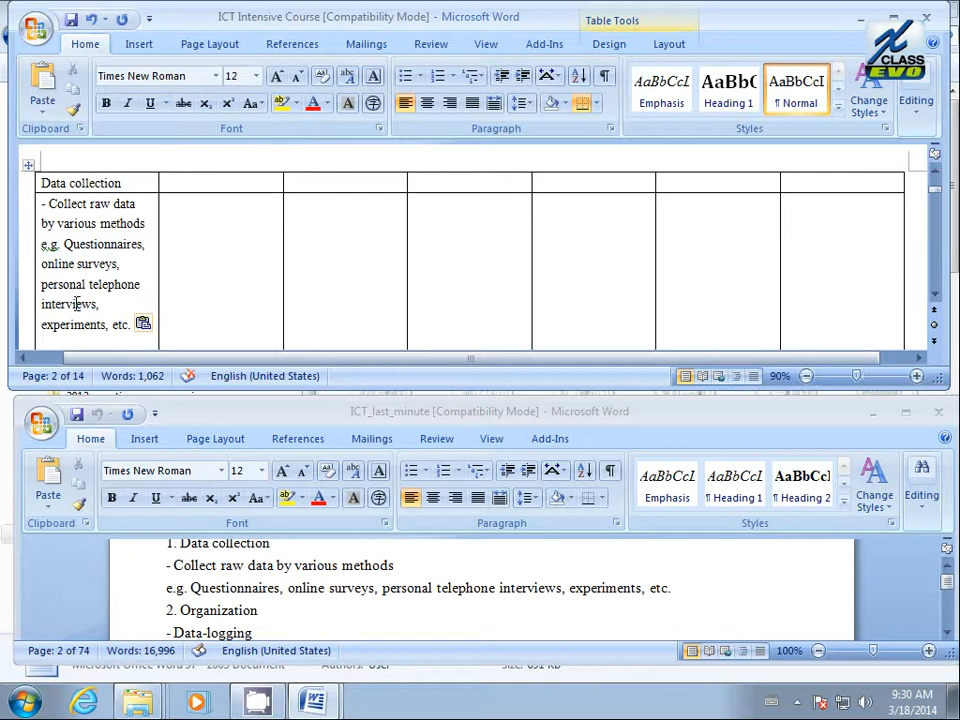 ICT Intensive Course [Compatibility Mode] - Microsoft Word
Table Tools
Home Insert Page Layout References Mailings Review View Add-Ins Design Layout
CLASS
EVO
Paste
Times New Roman 12
AaBbCcI AaBbC AaBbCcI
Emphasis Heading 1 ¶ Normal
Change
Styles
Editing
Clipboard Font Paragraph Styles
Data collection
- Collect raw data
by various methods
e.g. Questionnaires,
online surveys,
personal telephone
interviews,
experiments, etc.
Page: 2 of 14 Words: 1,062 English (United States) 90%
ICT_last_minute [Compatibility Mode] - Microsoft Word
Home Insert Page Layout References Mailings Review View Add-Ins
Paste
Times New Roman 12
AaBbCcI AaBbCcI AaBbCcI
Emphasis ¶ Heading 1 ¶ Heading 2
Change
Styles
Editing
Clipboard Font Paragraph Styles
1. Data collection
- Collect raw data by various methods
e.g. Questionnaires, online surveys, personal telephone interviews, experiments, etc.
2. Organization
- Data-logging
Page: 2 of 74 Words: 16,996 English (United States) 100%
9:30 AM
3/18/2014